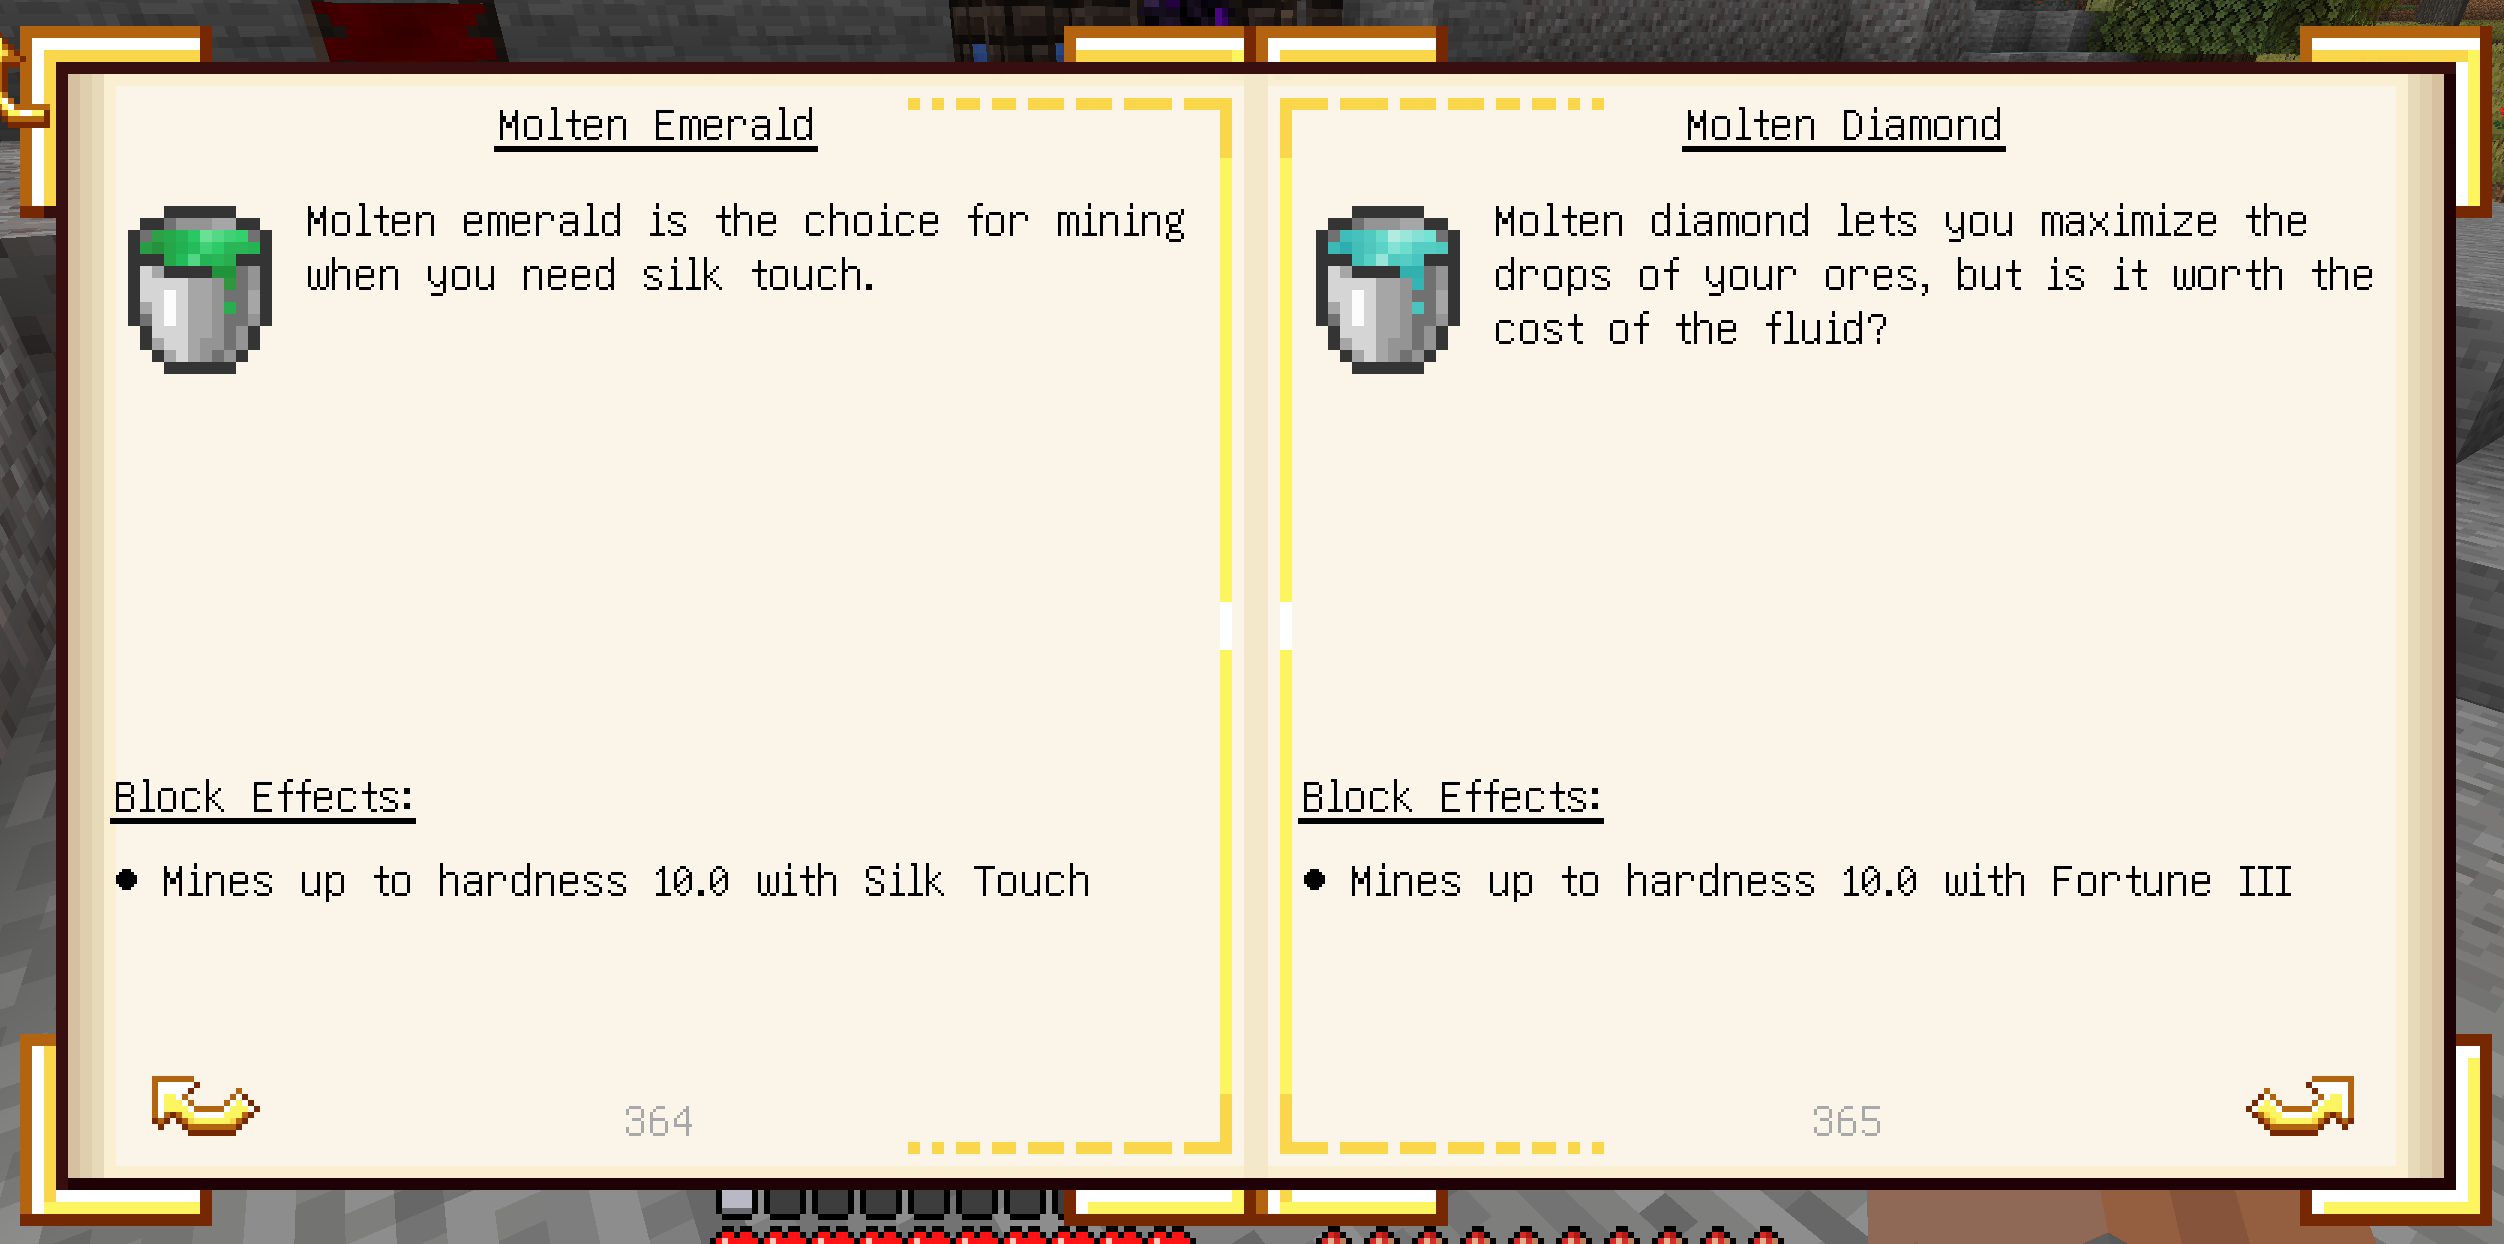 Molten Emerald
Molten emerald is the choice for mining
when you need silk touch.
Block Effects:
● Mines up to hardness 10.0 with Silk Touch
364
Molten Diamond
Molten diamond lets you maximize the
drops of your ores, but is it worth the
cost of the fluid?
Block Effects:
● Mines up to hardness 10.0 with Fortune III
365